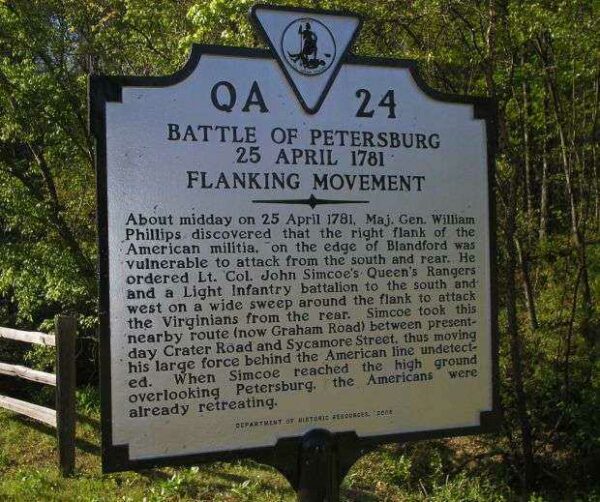 QA 24
BATTLE OF PETERSBURG
25 APRIL 1781
FLANKING MOVEMENT
About midday on 25 April 1781, Maj. Gen. William
Phillips discovered that the right flank of the
American militia, on the edge of Blandford was
vulnerable to attack from the south and rear. He
ordered Lt. Col. John Simcoe's Queen's Rangers
and a Light Infantry battalion to the south and
west on a wide sweep around the flank to attack
the Virginians from the rear. Simcoe took this
nearby route (now Graham Road) between present-
day Crater Road and Sycamore Street, thus moving
his large force behind the American line undetect-
ed. When Simcoe reached the high ground
overlooking Petersburg, the Americans were
already retreating.
DEPARTMENT OF HISTORIC RESOURCES,